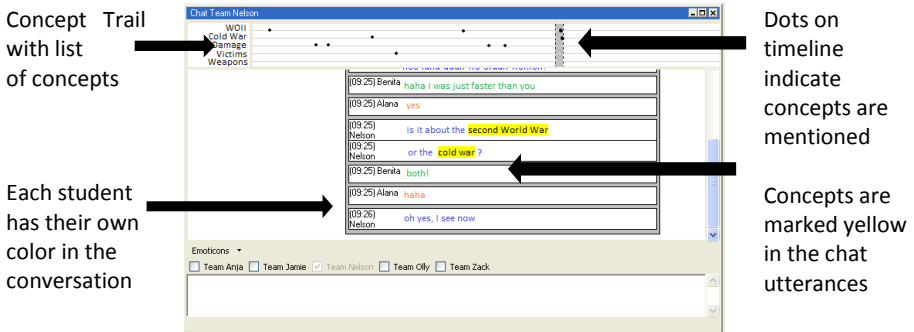 Concept Trail
with list
of concepts
Each student
has their own
color in the
conversation
Chat Team Nelson
WOII
Cold War
Damage
Victims
Weapons
(09:25) Benita haha I was just faster than you
(09:25) Alana yes
(09:25)
Nelson is it about the second World War
(09:25)
Nelson or the cold war ?
(09:25) Benita both!
(09:25) Alana haha
(09:26)
Nelson oh yes, I see now
Emoticons
Team Anja Team Jamie Team Nelson Team Olly Team Zack
Dots on
timeline
indicate
concepts are
mentioned
Concepts are
marked yellow
in the chat
utterances